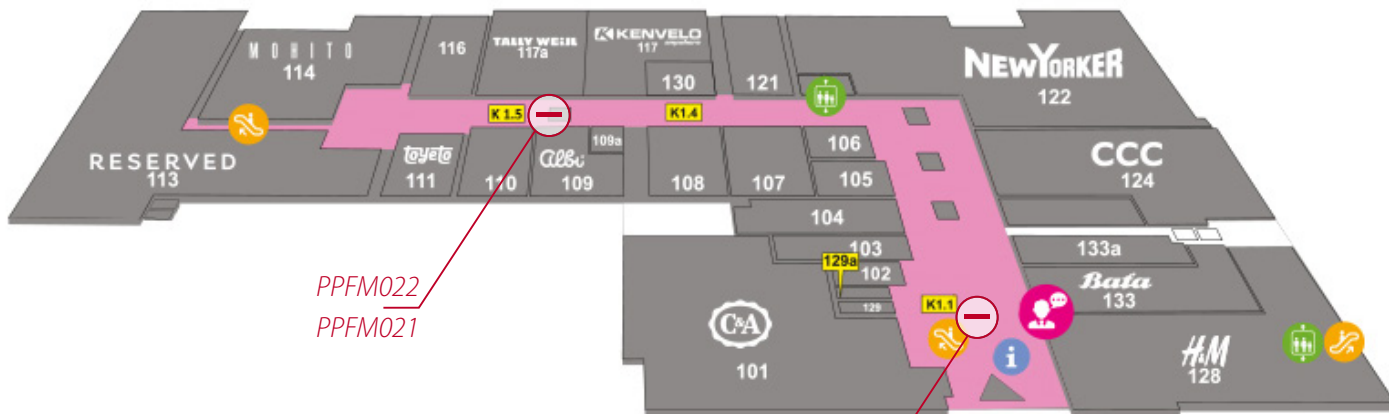 MOHITO
114
116
TALLY WEiJL
117a
KENVELO
anywhere
117
130
121
NEWYORKER
122
K 1.5
K1.4
RESERVED
113
toyeto
111
110
albi
109
109a
108
107
106
105
CCC
124
104
103
129a
102
129
K1.1
133a
Bata
133
PPFM022
PPFM021
C&A
101
i
H&M
128